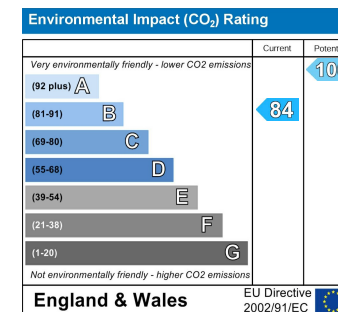 Environmental Impact (CO₂) Rating
Current
Very environmentally friendly - lower CO2 emissions
(92 plus) A
(81-91) B
84
(69-80) C
(55-68) D
(39-54) E
(21-38) F
(1-20) G
Not environmentally friendly - higher CO2 emissions
England & Wales
EU Directive
2002/91/EC